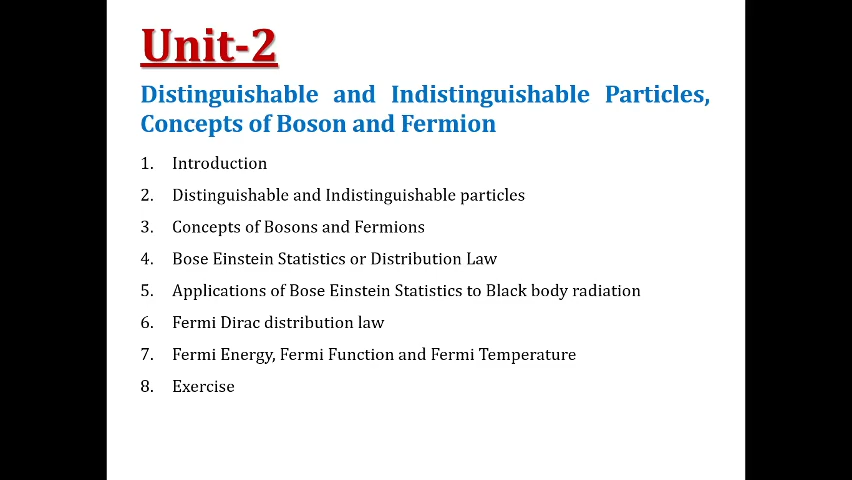 Unit-2
Distinguishable and Indistinguishable Particles,
Concepts of Boson and Fermion
1. Introduction
2. Distinguishable and Indistinguishable particles
3. Concepts of Bosons and Fermions
4. Bose Einstein Statistics or Distribution Law
5. Applications of Bose Einstein Statistics to Black body radiation
6. Fermi Dirac distribution law
7. Fermi Energy, Fermi Function and Fermi Temperature
8. Exercise